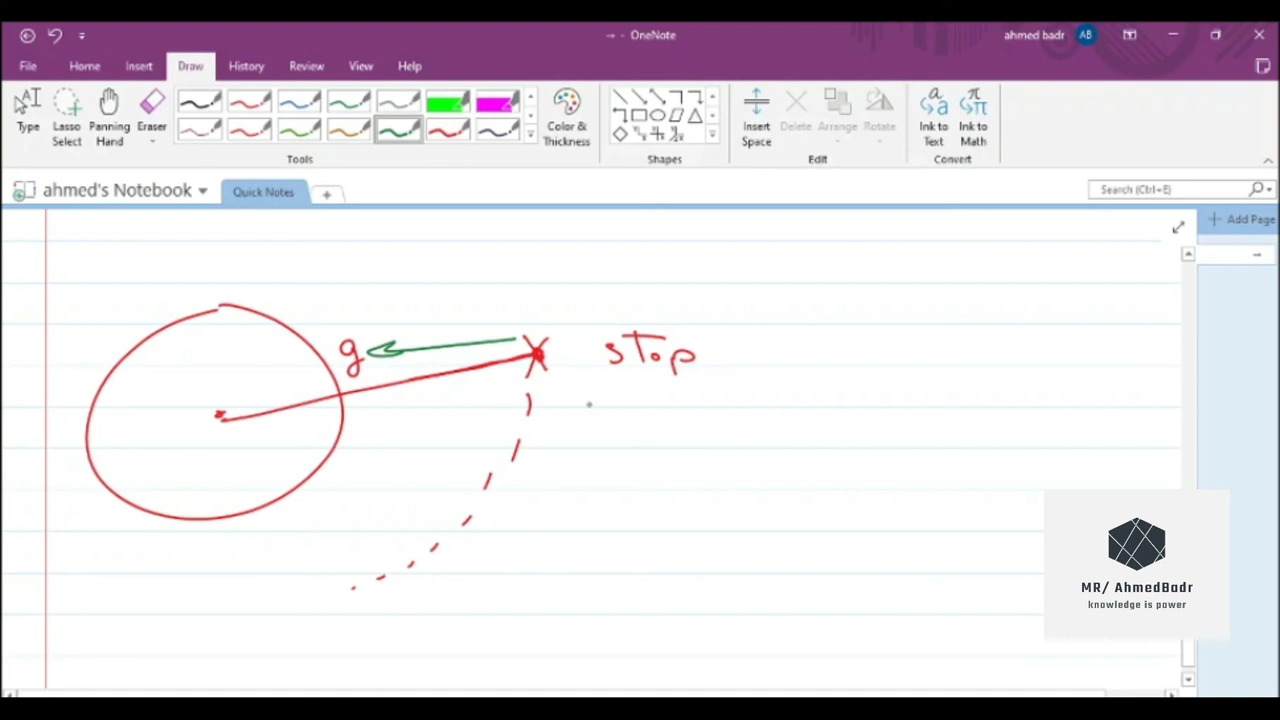 → - OneNote
ahmed badr
AB
File
Home
Insert
Draw
History
Review
View
Help
Type
Lasso Select
Panning Hand
Eraser
Color & Thickness
Insert Space
Delete
Arrange
Rotate
Ink to Text
Ink to Math
Tools
Shapes
Edit
Convert
ahmed's Notebook
Quick Notes
+
Search (Ctrl+E)
+ Add Page
→
g
stop
MR/ AhmedBadr
knowledge is power